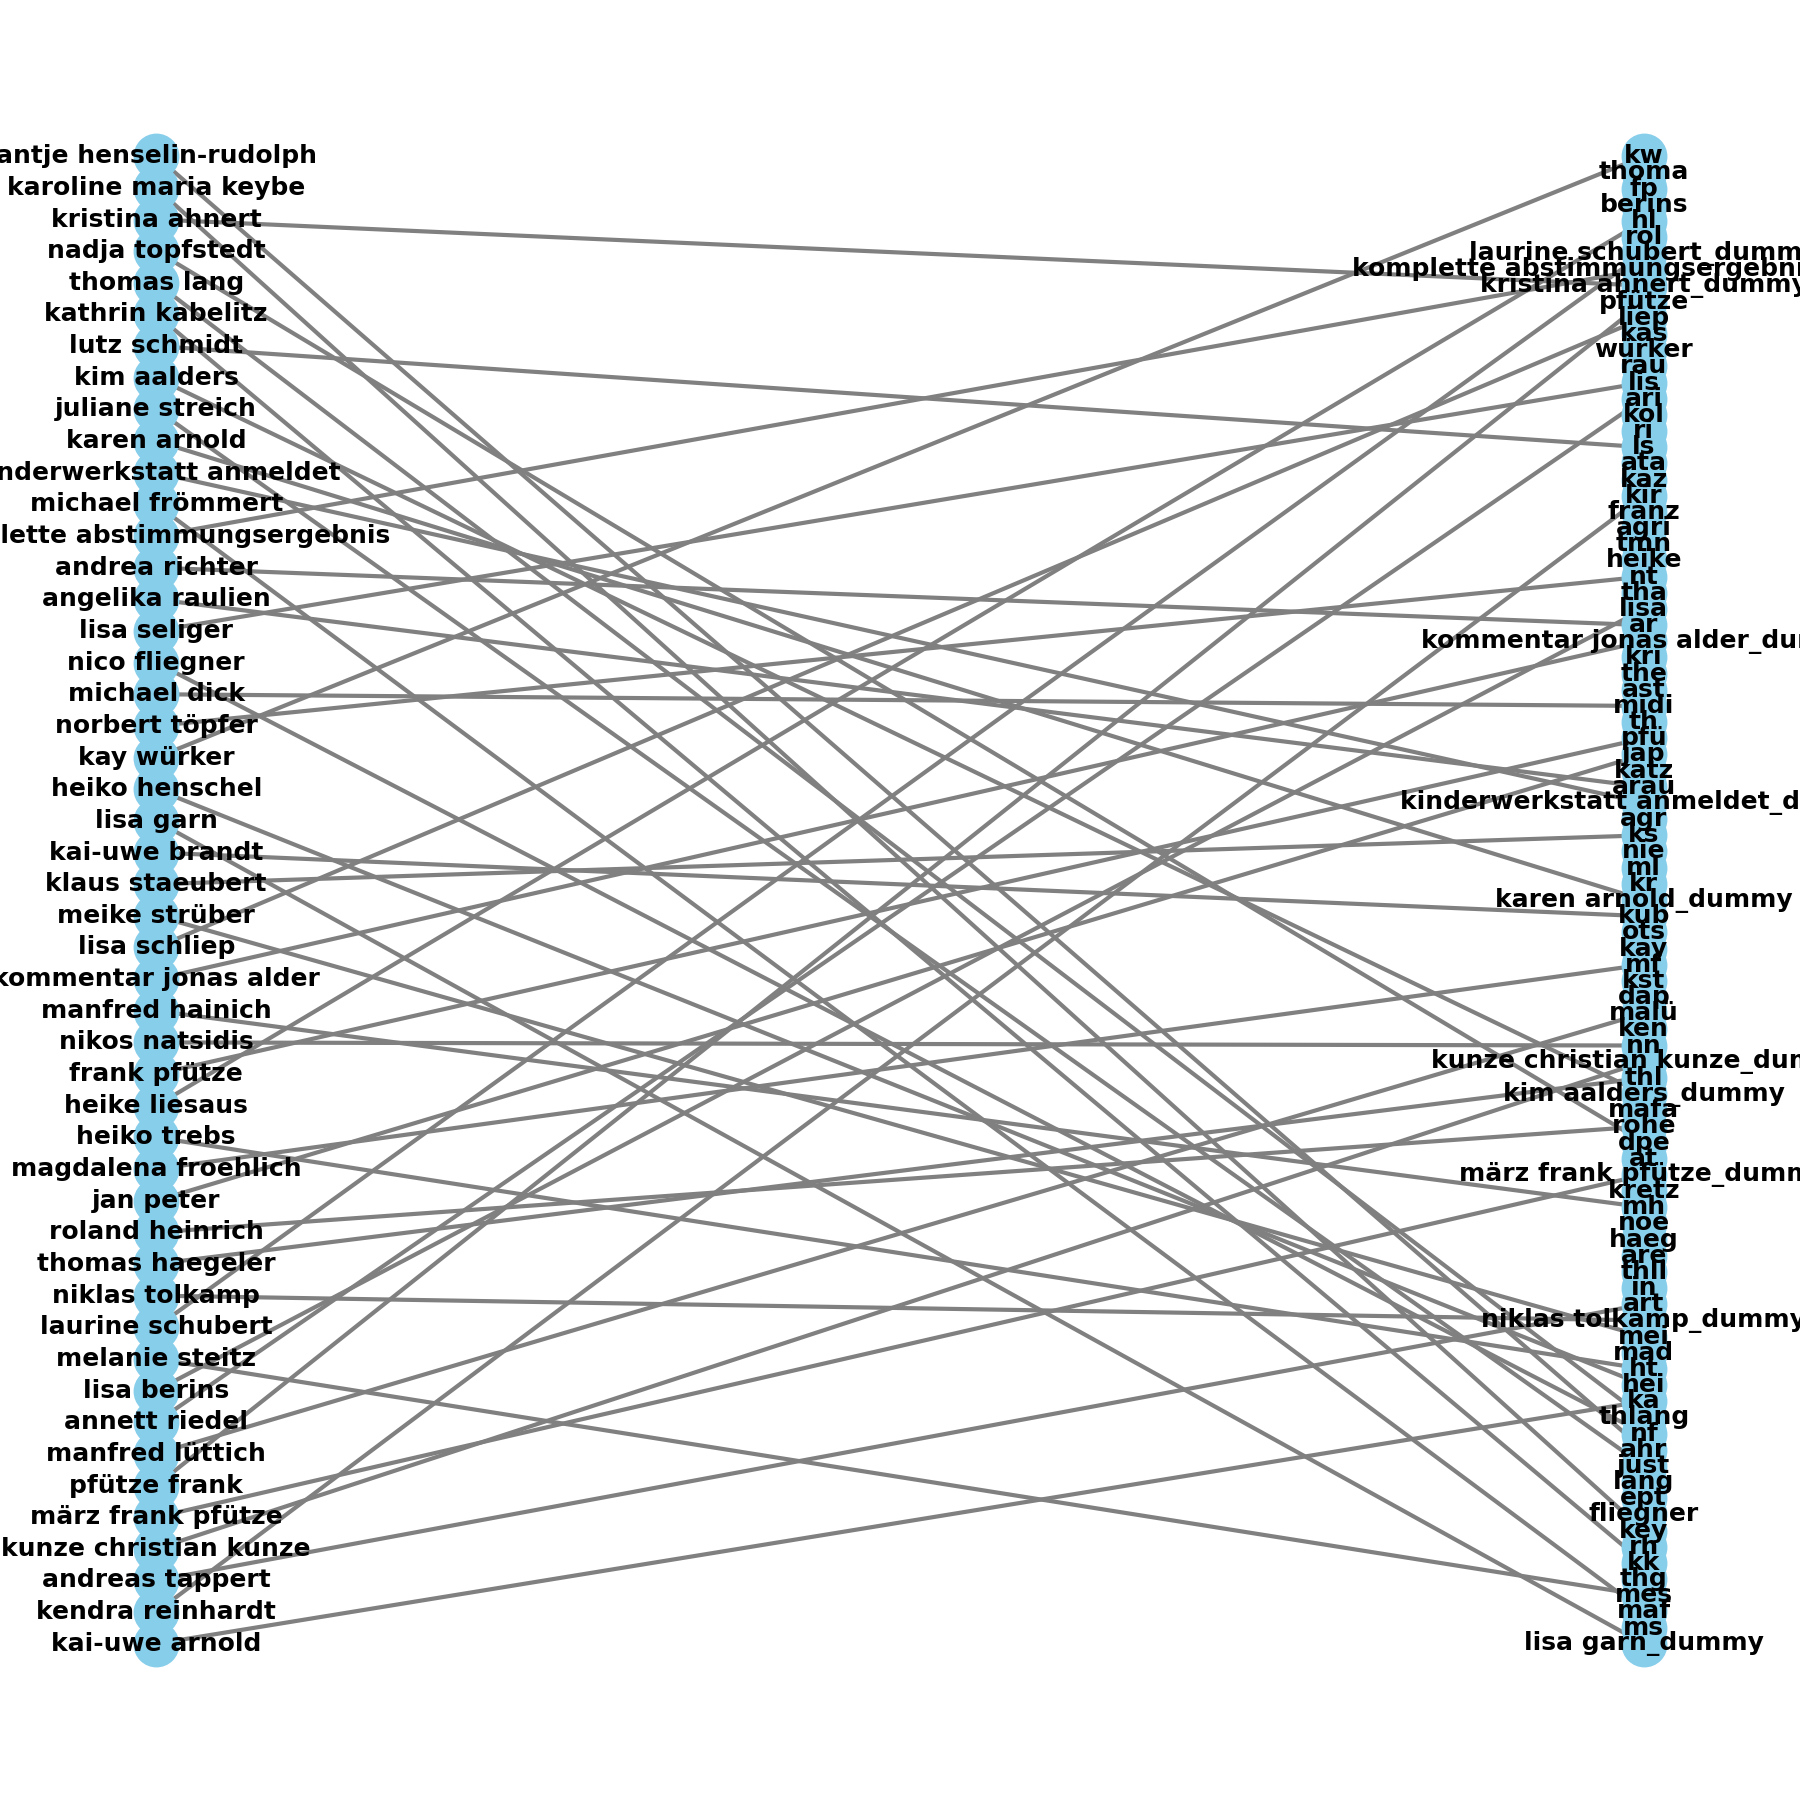 antje henselin-rudolph
karoline maria keybe
kristina ahnert
nadja topfstedt
thomas lang
kathrin kabelitz
lutz schmidt
kim aalders
juliane streich
karen arnold
nderwerkstatt anmeldet
michael frömmert
lette abstimmungsergebnis
andrea richter
angelika raulien
lisa seliger
nico fliegner
michael dick
norbert töpfer
kay würker
heiko henschel
lisa garn
kai-uwe brandt
klaus staeubert
meike strüber
lisa schliep
kommentar jonas alder
manfred hainich
nikos natsidis
frank pfütze
heike liesaus
heiko trebs
magdalena froehlich
jan peter
roland heinrich
thomas haegeler
niklas tolkamp
laurine schubert
melanie steitz
lisa berins
annett riedel
manfred lüttich
pfütze frank
märz frank pfütze
kunze christian kunze
andreas tappert
kendra reinhardt
kai-uwe arnold
kw
thoma
fp
berins
hl
rol
laurine schubert_dumm
komplette abstimmungsergebni
kristina ahnert_dummy
pfütze
liep
kas
würker
rau
lis
ari
kol
ri
ls
ata
kaz
kir
franz
agri
tmn
heike
nt
tha
lisa
ar
kommentar jonas alder_du
kri
the
ast
midi
th
pfü
jap
katz
arau
kinderwerkstatt anmeldet_d
agr
ks
nie
ml
kr
karen arnold_dummy
kub
ots
kay
mf
kst
dap
malü
ken
nn
kunze christian kunze_dum
thl
kim aalders_dummy
mafa
rohe
dpe
at
märz frank pfütze_dumm
kretz
mh
noe
haeg
are
thll
in
art
niklas tolkamp_dummy
mei
mad
ht
hei
ka
thlang
nf
ahr
just
lang
ept
fliegner
key
rh
kk
thg
mes
maf
ms
lisa garn_dummy